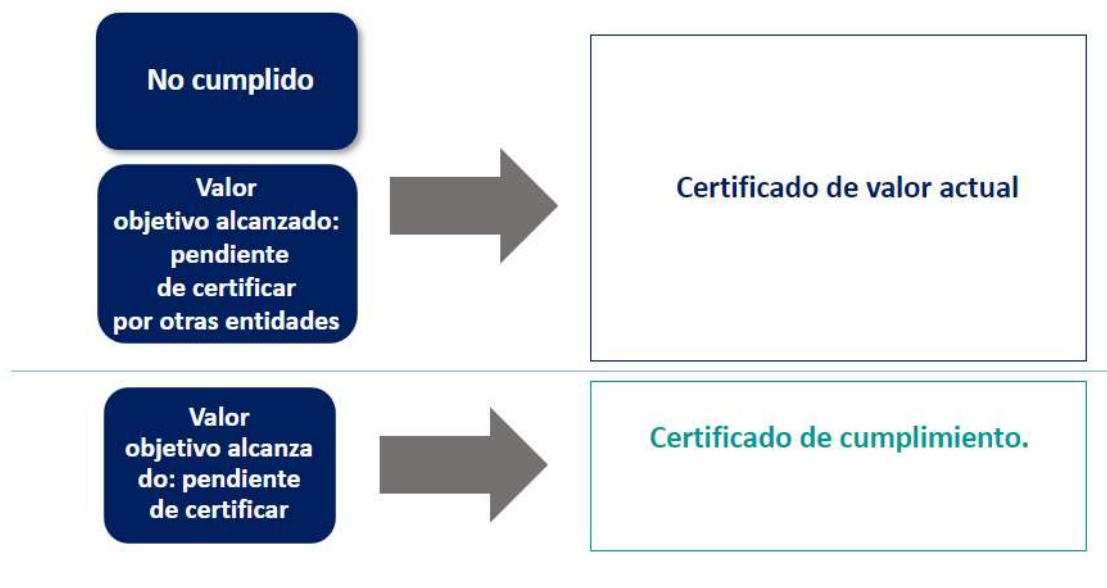 No cumplido
Valor
objetivo alcanzado:
pendiente
de certificar
por otras entidades
Certificado de valor actual
Valor
objetivo alcanza
do: pendiente
de certificar
Certificado de cumplimiento.